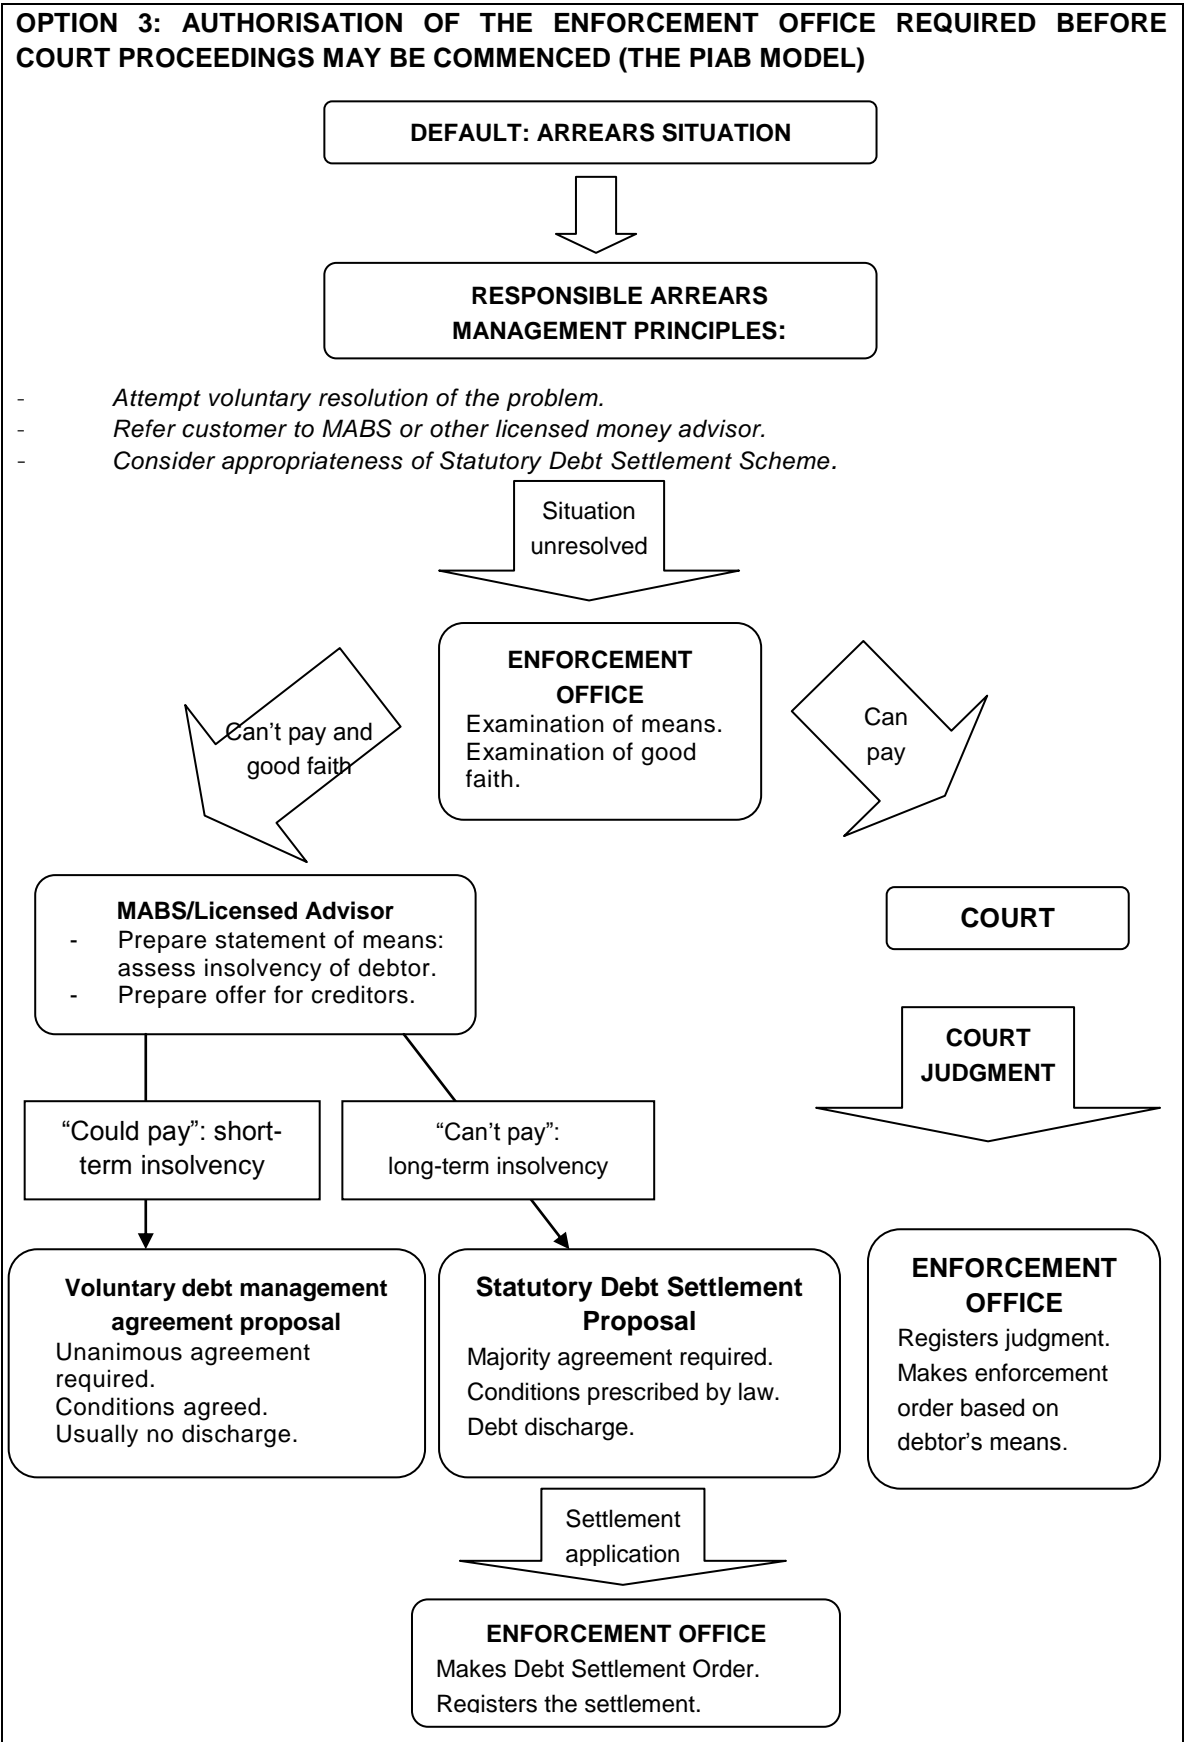 OPTION 3: AUTHORISATION OF THE ENFORCEMENT OFFICE REQUIRED BEFORE
COURT PROCEEDINGS MAY BE COMMENCED (THE PIAB MODEL)
DEFAULT: ARREARS SITUATION
RESPONSIBLE ARREARS
MANAGEMENT PRINCIPLES:
- Attempt voluntary resolution of the problem.
- Refer customer to MABS or other licensed money advisor.
- Consider appropriateness of Statutory Debt Settlement Scheme.
Situation
unresolved
ENFORCEMENT
OFFICE
Examination of means.
Examination of good
faith.
Can't pay and
good faith
Can
pay
MABS/Licensed Advisor
- Prepare statement of means:
assess insolvency of debtor.
- Prepare offer for creditors.
COURT
COURT
JUDGMENT
“Could pay”: short-
term insolvency
“Can't pay”:
long-term insolvency
Voluntary debt management
agreement proposal
Unanimous agreement
required.
Conditions agreed.
Usually no discharge.
Statutory Debt Settlement
Proposal
Majority agreement required.
Conditions prescribed by law.
Debt discharge.
ENFORCEMENT
OFFICE
Registers judgment.
Makes enforcement
order based on
debtor's means.
Settlement
application
ENFORCEMENT OFFICE
Makes Debt Settlement Order.
Registers the settlement.